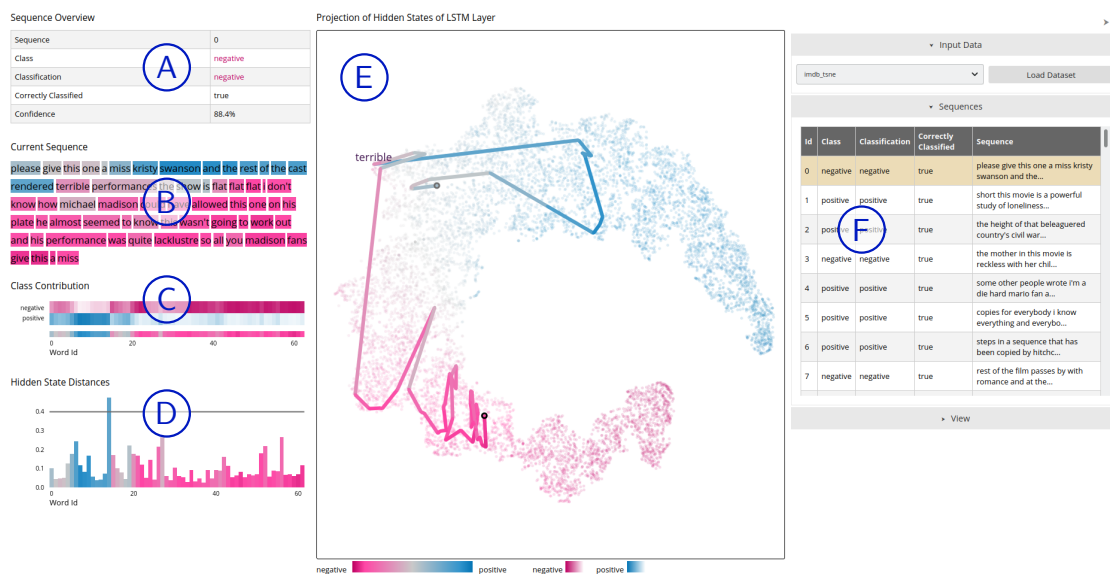 Sequence Overview
Sequence 0
Class negative
Classification negative
Correctly Classified true
Confidence 88.4%
A
Current Sequence
please give this one a miss kristy swanson and the rest of the cast
rendered terrible performances the show is flat flat flat i don't
know how michael madison could have allowed this one on his
plate he almost seemed to know this wasn't going to work out
and his performance was quite lacklustre so all you madison fans
give this a miss
B
Class Contribution
negative
positive
0 20 40 60
Word Id
C
Hidden State Distances
0.4
0.3
0.2
0.1
0.0
0 20 40 60
Word Id
D
Projection of Hidden States of LSTM Layer
E
terrible
negative positive negative positive
Input Data
imdb_tsne Load Dataset
Sequences
Id Class Classification Correctly Classified Sequence
0 negative negative true please give this one a miss kristy
swanson and the...
1 positive positive true short this movie is a powerful
study of loneliness...
2 positive positive true the height of that beleaguered
country's civil war...
3 negative negative true the mother in this movie is
reckless with her chil...
4 positive positive true some other people wrote i'm a
die hard mario fan a...
5 positive positive true copies for everybody i know
everything and everybo...
6 positive positive true steps in a sequence that has
been copied by hitchc...
7 negative negative true rest of the film passes by with
romance and at the...
F
View